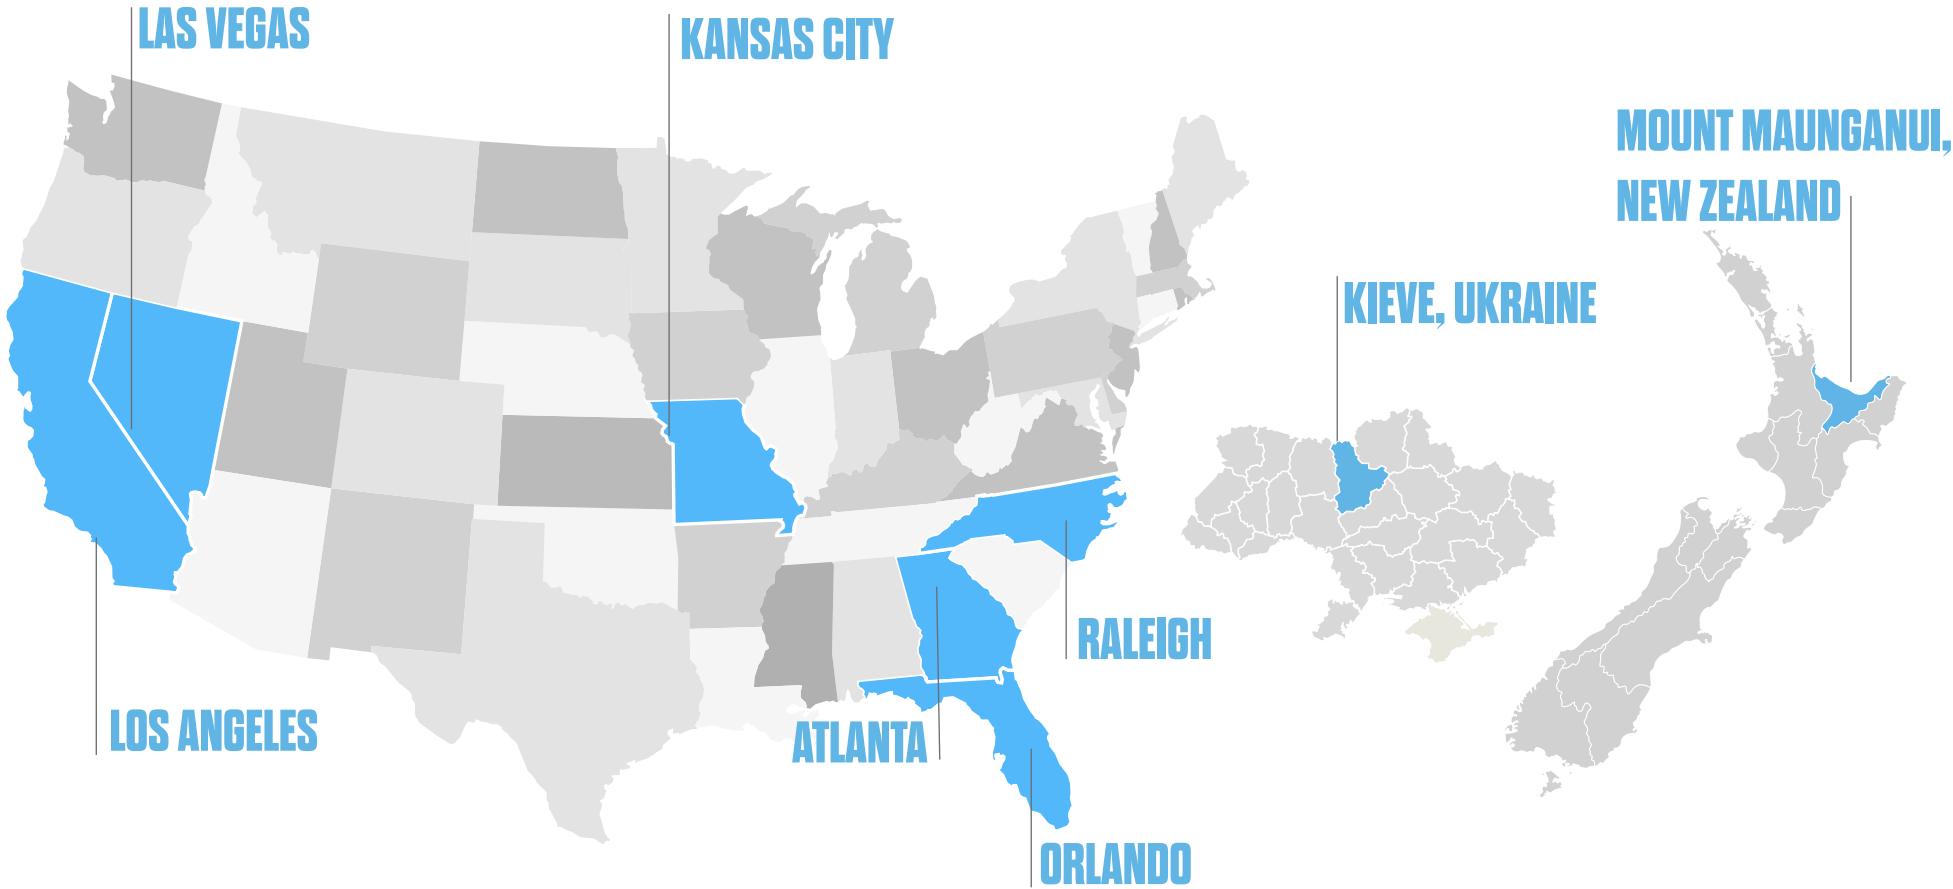 LAS VEGAS
KANSAS CITY
MOUNT MAUNGANUI,
NEW ZEALAND
KIEVE, UKRAINE
RALEIGH
LOS ANGELES
ATLANTA
ORLANDO